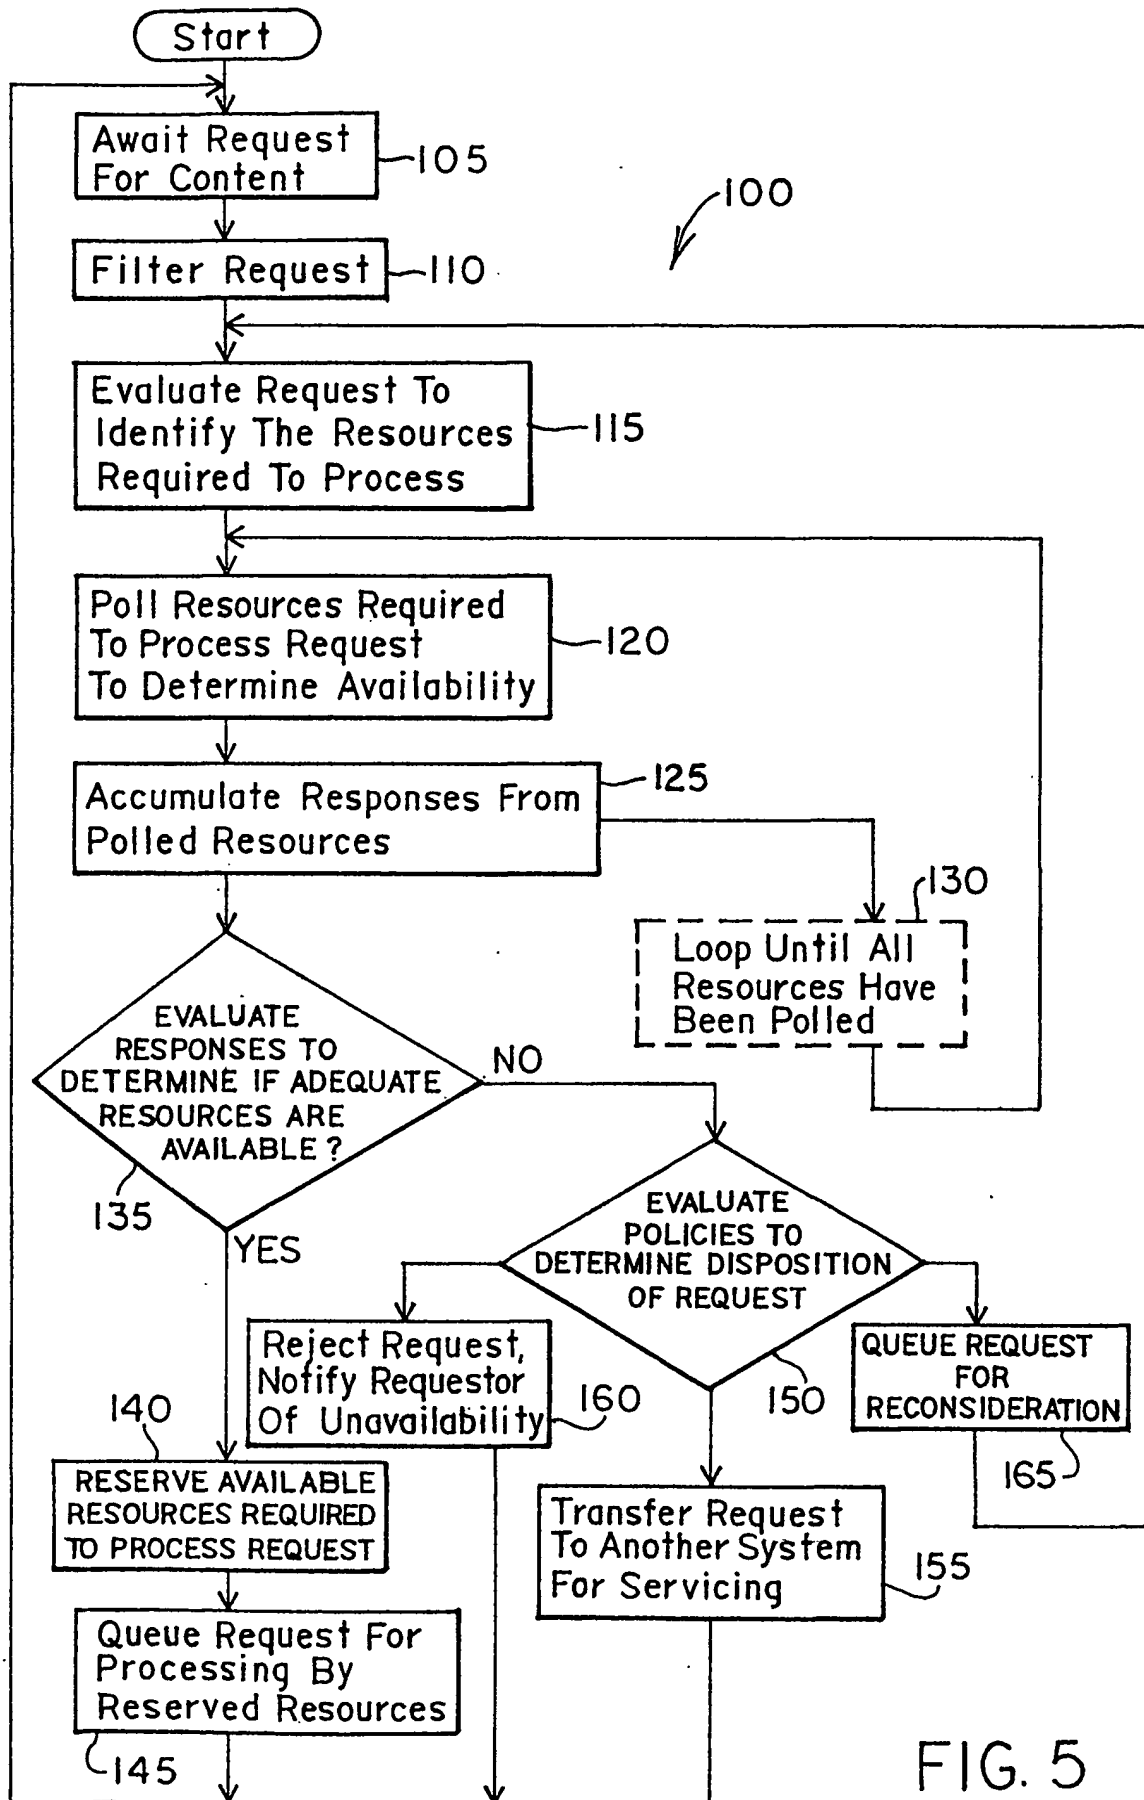 Start
Await Request
For Content
105
100
Filter Request
110
Evaluate Request To
Identify The Resources
Required To Process
115
Poll Resources Required
To Process Request
To Determine Availability
120
Accumulate Responses From
Polled Resources
125
130
Loop Until All
Resources Have
Been Polled
EVALUATE
RESPONSES TO
DETERMINE IF ADEQUATE
RESOURCES ARE
AVAILABLE?
NO
135
YES
EVALUATE
POLICIES TO
DETERMINE DISPOSITION
OF REQUEST
150
Reject Request,
Notify Requestor
Of Unavailability
160
QUEUE REQUEST
FOR
RECONSIDERATION
165
140
RESERVE AVAILABLE
RESOURCES REQUIRED
TO PROCESS REQUEST
Transfer Request
To Another System
For Servicing
155
Queue Request For
Processing By
Reserved Resources
145
FIG. 5